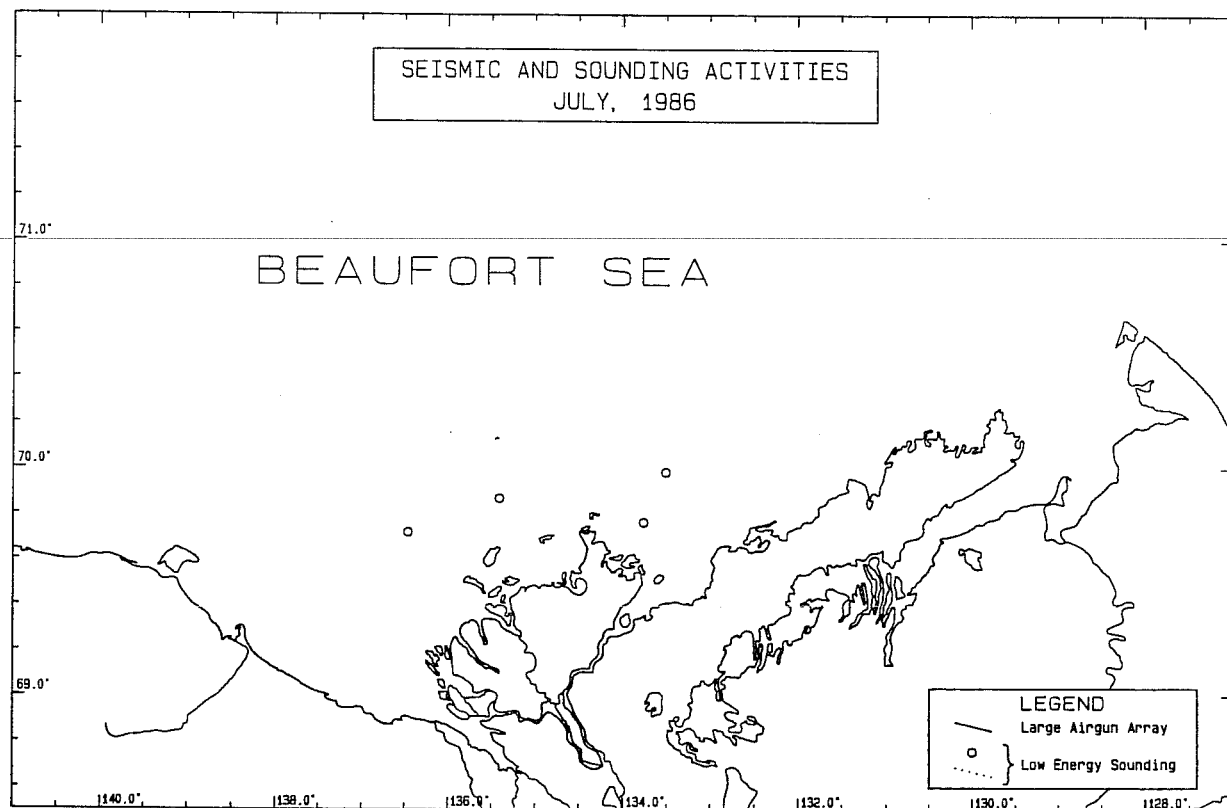 SEISMIC AND SOUNDING ACTIVITIES
JULY, 1986
71.0°
BEAUFORT SEA
70.0°
69.0°
LEGEND
Large Airgun Array
Low Energy Sounding
140.0°
138.0°
136.0°
134.0°
132.0°
130.0°
128.0°